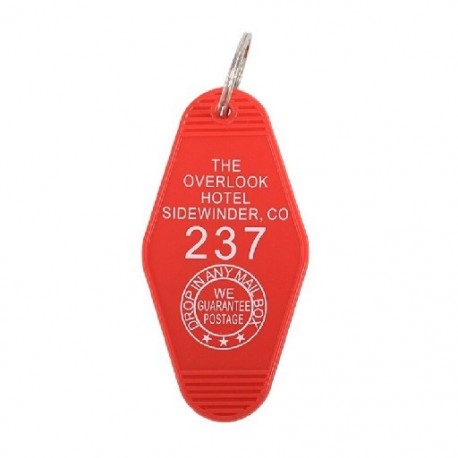 THE
OVERLOOK
HOTEL
SIDEWINDER, CO
237
DROP IN ANY MAIL BOX
WE
GUARANTEE
POSTAGE